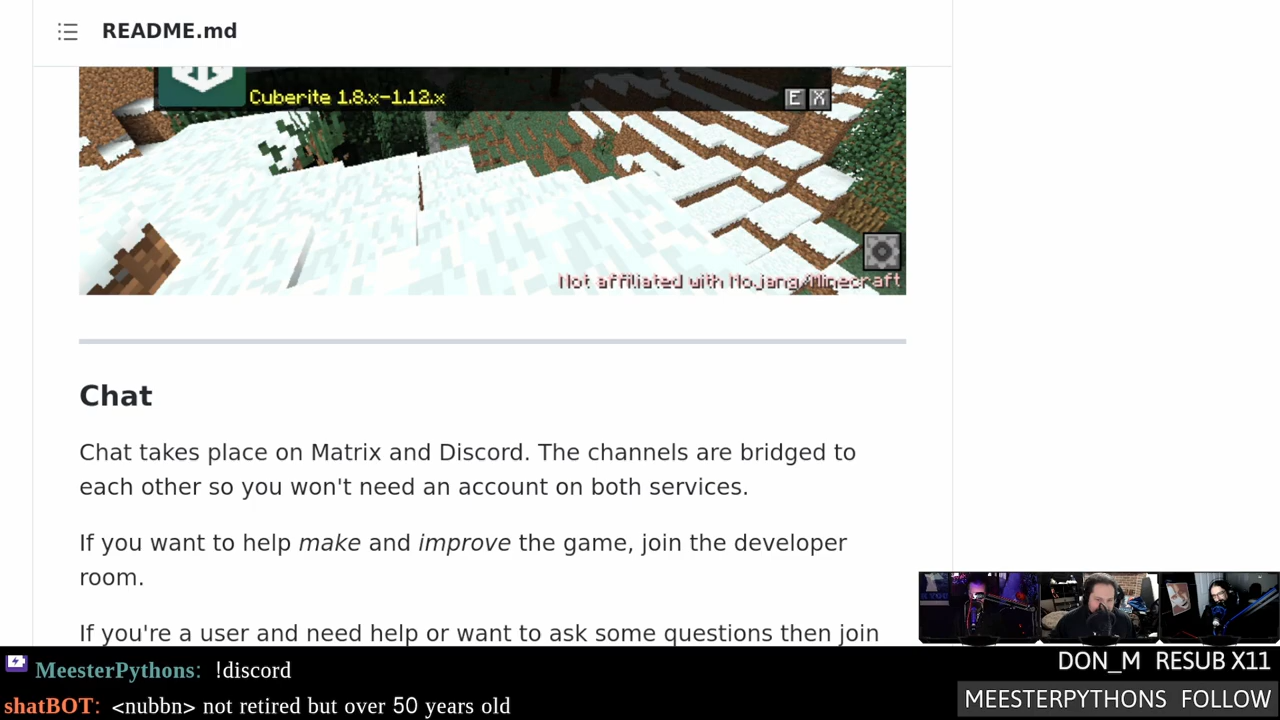 README.md
Cuberite 1.8.x-1.12.x
E X
Not affiliated with Mojang/Minecraft
Chat
Chat takes place on Matrix and Discord. The channels are bridged to
each other so you won't need an account on both services.
If you want to help make and improve the game, join the developer
room.
If you're a user and need help or want to ask some questions then join
MeesterPythons: !discord
shatBOT: <nubbn> not retired but over 50 years old
DON_M RESUB X11
MEESTERPYTHONS FOLLOW